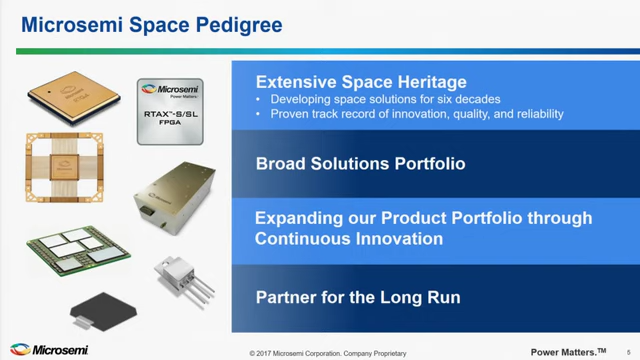 Microsemi Space Pedigree
Microsemi
Power Matters.
RTAX™-S/SL
FPGA
Extensive Space Heritage
• Developing space solutions for six decades
• Proven track record of innovation, quality, and reliability
Broad Solutions Portfolio
Expanding our Product Portfolio through
Continuous Innovation
Partner for the Long Run
Microsemi
© 2017 Microsemi Corporation. Company Proprietary
Power Matters.™
5